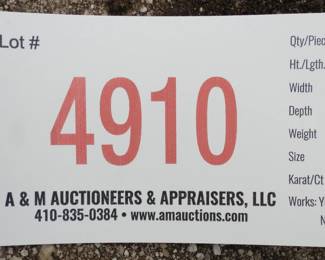 Lot #
4910
A & M AUCTIONEERS & APPRAISERS, LLC
410-835-0384 • www.amauctions.com
Qty/Piec
Ht./Lgth.
Width
Depth
Weight
Size
Karat/Ct
Works: Y
N